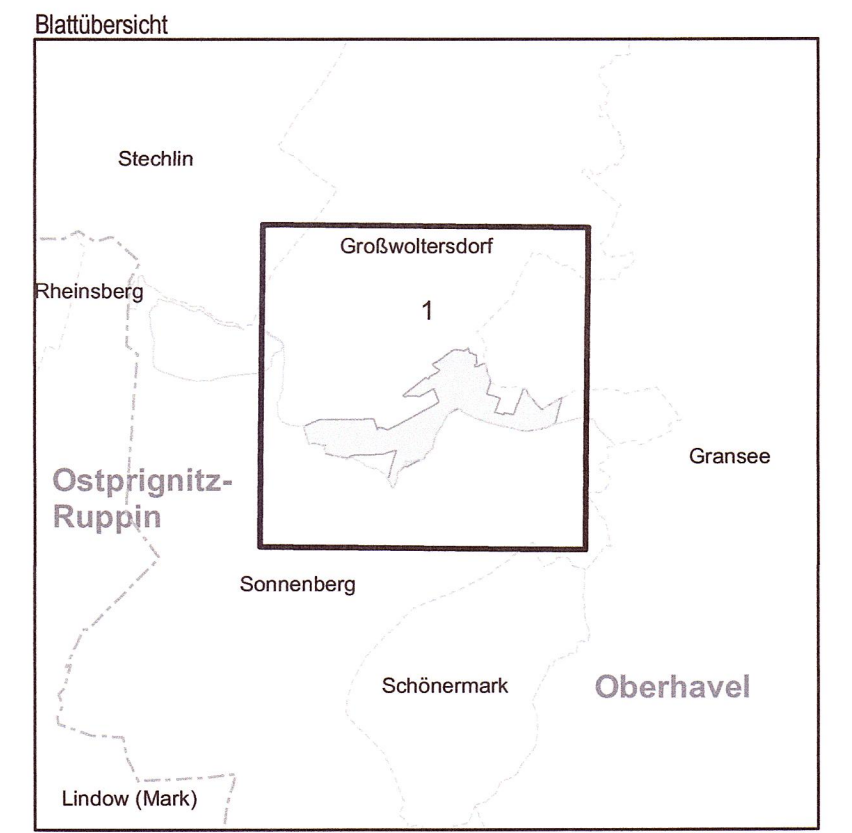 Blattübersicht
Stechlin
Großwoltersdorf
Rheinsberg
1
Gransee
Ostprignitz-
Ruppin
Sonnenberg
Schönermark
Oberhavel
Lindow (Mark)